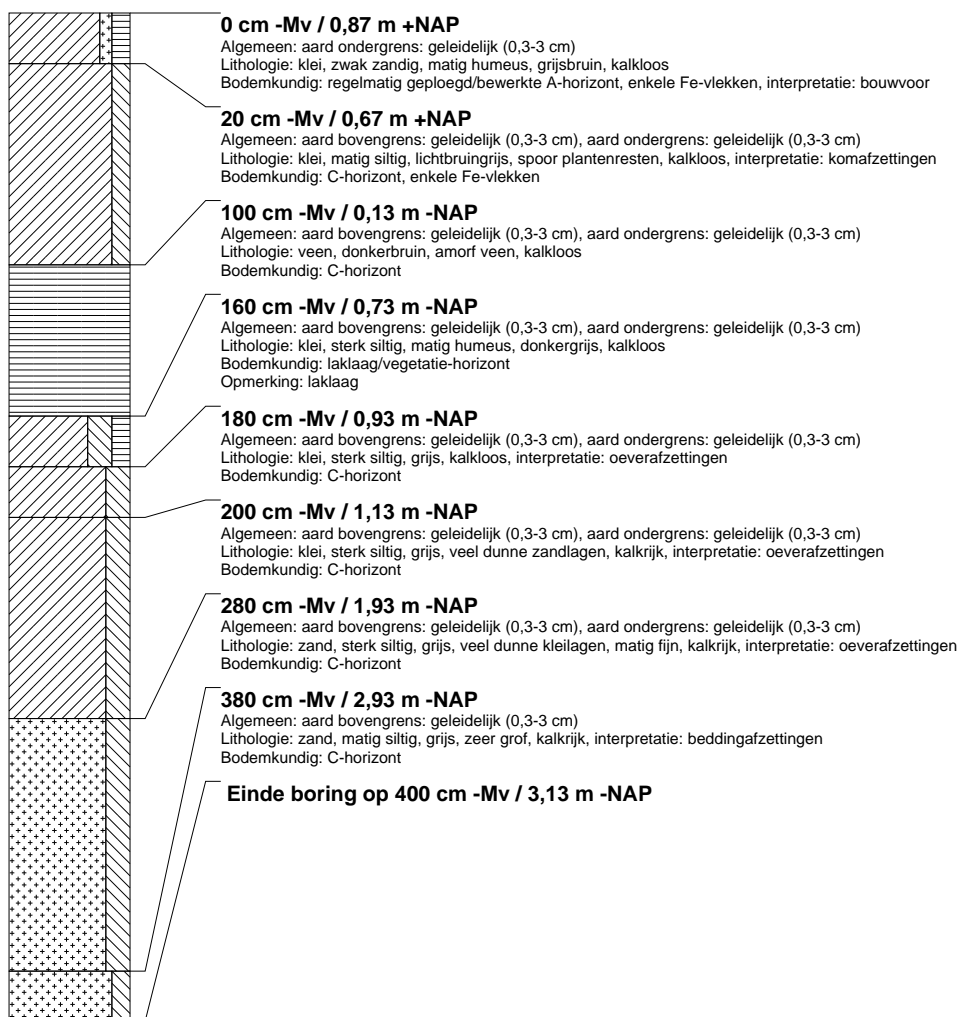 0 cm -Mv / 0,87 m +NAP
Algemeen: aard ondergrens: geleidelijk (0,3-3 cm)
Lithologie: klei, zwak zandig, matig humeus, grijsbruin, kalkloos
Bodemkundig: regelmatig geploegd/bewerkte A-horizont, enkele Fe-vlekken, interpretatie: bouwvoor
20 cm -Mv / 0,67 m +NAP
Algemeen: aard bovengrens: geleidelijk (0,3-3 cm), aard ondergrens: geleidelijk (0,3-3 cm)
Lithologie: klei, matig siltig, lichtbruingrijs, spoor plantenresten, kalkloos, interpretatie: komafzettingen
Bodemkundig: C-horizont, enkele Fe-vlekken
100 cm -Mv / 0,13 m -NAP
Algemeen: aard bovengrens: geleidelijk (0,3-3 cm), aard ondergrens: geleidelijk (0,3-3 cm)
Lithologie: veen, donkerbruin, amorf veen, kalkloos
Bodemkundig: C-horizont
160 cm -Mv / 0,73 m -NAP
Algemeen: aard bovengrens: geleidelijk (0,3-3 cm), aard ondergrens: geleidelijk (0,3-3 cm)
Lithologie: klei, sterk siltig, matig humeus, donkergrijs, kalkloos
Bodemkundig: laklaag/vegetatie-horizont
Opmerking: laklaag
180 cm -Mv / 0,93 m -NAP
Algemeen: aard bovengrens: geleidelijk (0,3-3 cm), aard ondergrens: geleidelijk (0,3-3 cm)
Lithologie: klei, sterk siltig, grijs, kalkloos, interpretatie: oeverafzettingen
Bodemkundig: C-horizont
200 cm -Mv / 1,13 m -NAP
Algemeen: aard bovengrens: geleidelijk (0,3-3 cm), aard ondergrens: geleidelijk (0,3-3 cm)
Lithologie: klei, sterk siltig, grijs, veel dunne zandlagen, kalkrijk, interpretatie: oeverafzettingen
Bodemkundig: C-horizont
280 cm -Mv / 1,93 m -NAP
Algemeen: aard bovengrens: geleidelijk (0,3-3 cm), aard ondergrens: geleidelijk (0,3-3 cm)
Lithologie: zand, sterk siltig, grijs, veel dunne kleilagen, matig fijn, kalkrijk, interpretatie: oeverafzettingen
Bodemkundig: C-horizont
380 cm -Mv / 2,93 m -NAP
Algemeen: aard bovengrens: geleidelijk (0,3-3 cm)
Lithologie: zand, matig siltig, grijs, zeer grof, kalkrijk, interpretatie: beddingafzettingen
Bodemkundig: C-horizont
Einde boring op 400 cm -Mv / 3,13 m -NAP